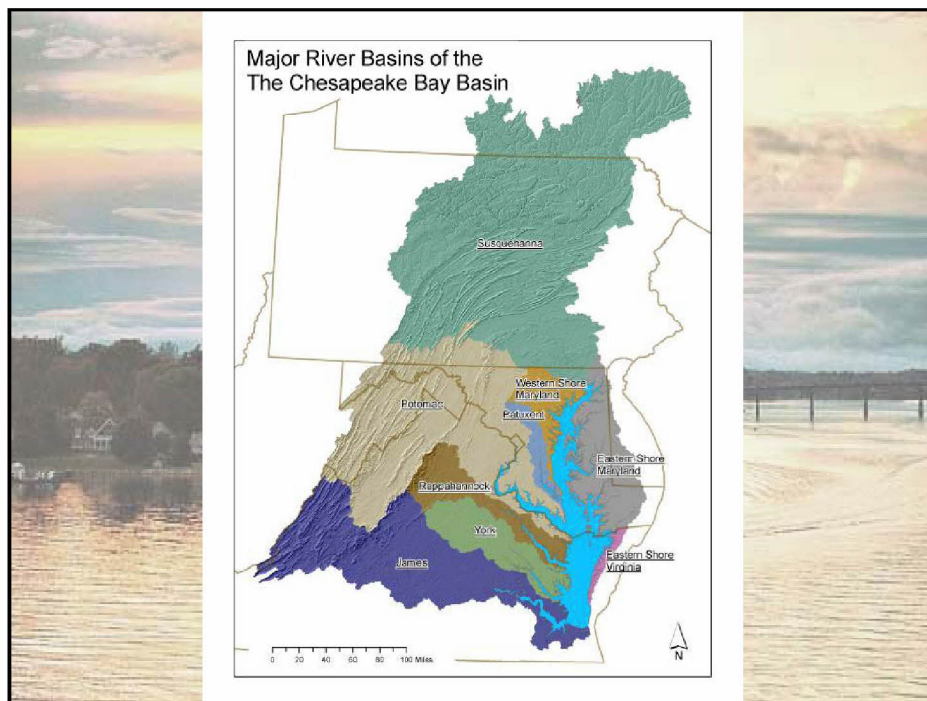 Major River Basins of the
The Chesapeake Bay Basin
Susquehanna
Western Shore
Maryland
Potomac
Patuxent
Eastern Shore
Maryland
Rappahannock
York
James
Eastern Shore
Virginia
0 20 40 60 80 100 Miles
N